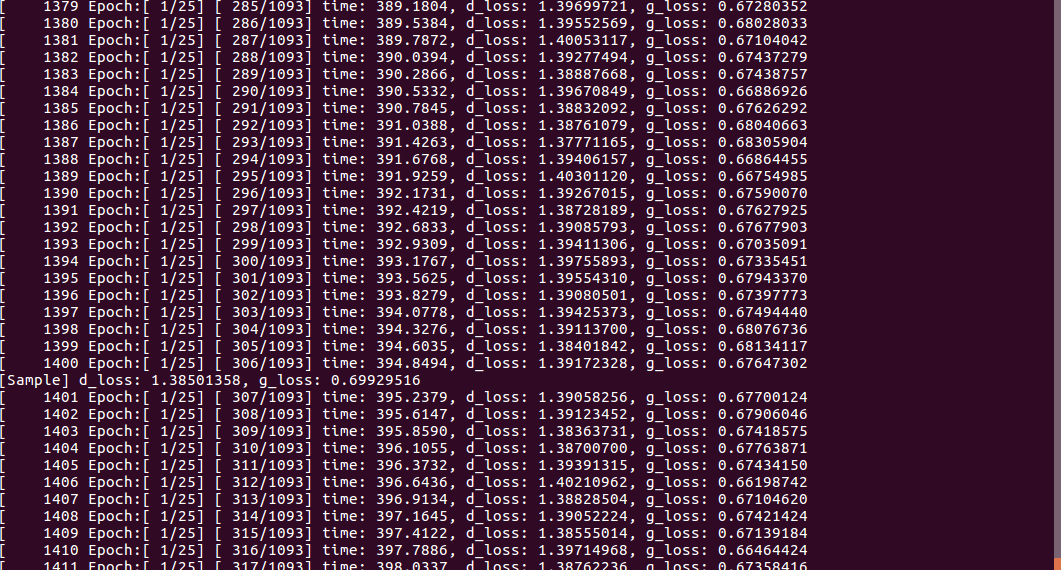 [    1379 Epoch:[ 1/25] [ 285/1093] time: 389.1804, d_loss: 1.39699721, g_loss: 0.67280352
[    1380 Epoch:[ 1/25] [ 286/1093] time: 389.5384, d_loss: 1.39552569, g_loss: 0.68028033
[    1381 Epoch:[ 1/25] [ 287/1093] time: 389.7872, d_loss: 1.40053117, g_loss: 0.67104042
[    1382 Epoch:[ 1/25] [ 288/1093] time: 390.0394, d_loss: 1.39277494, g_loss: 0.67437279
[    1383 Epoch:[ 1/25] [ 289/1093] time: 390.2866, d_loss: 1.38887668, g_loss: 0.67438757
[    1384 Epoch:[ 1/25] [ 290/1093] time: 390.5332, d_loss: 1.39670849, g_loss: 0.66886926
[    1385 Epoch:[ 1/25] [ 291/1093] time: 390.7845, d_loss: 1.38832092, g_loss: 0.67626292
[    1386 Epoch:[ 1/25] [ 292/1093] time: 391.0388, d_loss: 1.38761079, g_loss: 0.68040663
[    1387 Epoch:[ 1/25] [ 293/1093] time: 391.4263, d_loss: 1.37771165, g_loss: 0.68305904
[    1388 Epoch:[ 1/25] [ 294/1093] time: 391.6768, d_loss: 1.39406157, g_loss: 0.66864455
[    1389 Epoch:[ 1/25] [ 295/1093] time: 391.9259, d_loss: 1.40301120, g_loss: 0.66754985
[    1390 Epoch:[ 1/25] [ 296/1093] time: 392.1731, d_loss: 1.39267015, g_loss: 0.67590070
[    1391 Epoch:[ 1/25] [ 297/1093] time: 392.4219, d_loss: 1.38728189, g_loss: 0.67627925
[    1392 Epoch:[ 1/25] [ 298/1093] time: 392.6833, d_loss: 1.39085793, g_loss: 0.67677903
[    1393 Epoch:[ 1/25] [ 299/1093] time: 392.9309, d_loss: 1.39411306, g_loss: 0.67035091
[    1394 Epoch:[ 1/25] [ 300/1093] time: 393.1767, d_loss: 1.39755893, g_loss: 0.67335451
[    1395 Epoch:[ 1/25] [ 301/1093] time: 393.5625, d_loss: 1.39554310, g_loss: 0.67943370
[    1396 Epoch:[ 1/25] [ 302/1093] time: 393.8279, d_loss: 1.39080501, g_loss: 0.67397773
[    1397 Epoch:[ 1/25] [ 303/1093] time: 394.0778, d_loss: 1.39425373, g_loss: 0.67494440
[    1398 Epoch:[ 1/25] [ 304/1093] time: 394.3276, d_loss: 1.39113700, g_loss: 0.68076736
[    1399 Epoch:[ 1/25] [ 305/1093] time: 394.6035, d_loss: 1.38401842, g_loss: 0.68134117
[    1400 Epoch:[ 1/25] [ 306/1093] time: 394.8494, d_loss: 1.39172328, g_loss: 0.67647302
[Sample] d_loss: 1.38501358, g_loss: 0.69929516
[    1401 Epoch:[ 1/25] [ 307/1093] time: 395.2379, d_loss: 1.39058256, g_loss: 0.67700124
[    1402 Epoch:[ 1/25] [ 308/1093] time: 395.6147, d_loss: 1.39123452, g_loss: 0.67906046
[    1403 Epoch:[ 1/25] [ 309/1093] time: 395.8590, d_loss: 1.38363731, g_loss: 0.67418575
[    1404 Epoch:[ 1/25] [ 310/1093] time: 396.1055, d_loss: 1.38700700, g_loss: 0.67763871
[    1405 Epoch:[ 1/25] [ 311/1093] time: 396.3732, d_loss: 1.39391315, g_loss: 0.67434150
[    1406 Epoch:[ 1/25] [ 312/1093] time: 396.6436, d_loss: 1.40210962, g_loss: 0.66198742
[    1407 Epoch:[ 1/25] [ 313/1093] time: 396.9134, d_loss: 1.38828504, g_loss: 0.67104620
[    1408 Epoch:[ 1/25] [ 314/1093] time: 397.1645, d_loss: 1.39052224, g_loss: 0.67421424
[    1409 Epoch:[ 1/25] [ 315/1093] time: 397.4122, d_loss: 1.38555014, g_loss: 0.67139184
[    1410 Epoch:[ 1/25] [ 316/1093] time: 397.7886, d_loss: 1.39714968, g_loss: 0.66464424
[    1411 Epoch:[ 1/25] [ 317/1093] time: 398.0337, d_loss: 1.38762236, g_loss: 0.67358416